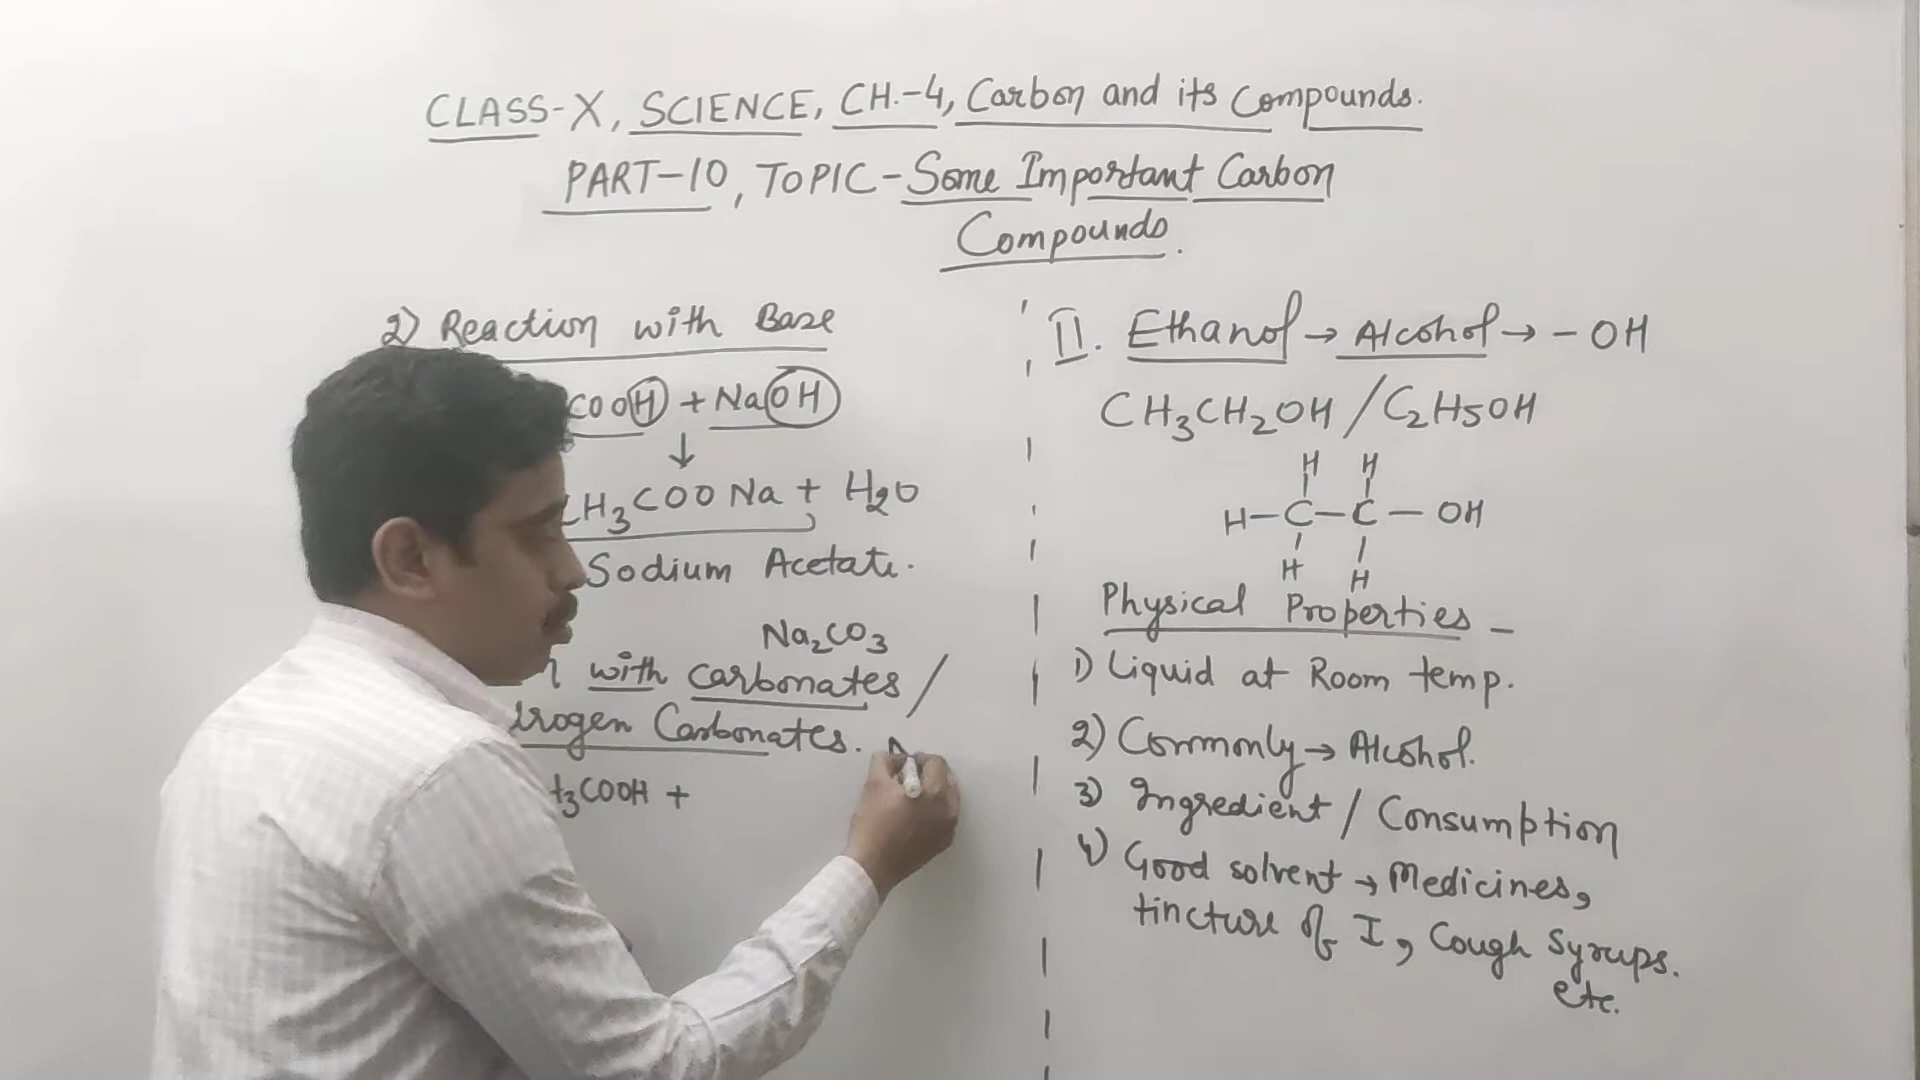 CLASS-X, SCIENCE, CH.-4, Carbon and its Compounds.
PART-10, TOPIC-Some Important Carbon
Compounds.
2) Reaction with Base
COOH + NaOH
↓
CH3COONa + H2O
Sodium Acetate.
Na2CO3
with carbonates /
drogen Carbonates.
H3COOH +
II. Ethanol → Alcohol → - OH
CH3CH2OH / C2H5OH
H H
H-C-C-OH
H H
Physical Properties -
1) Liquid at Room temp.
2) Commonly → Alcohol.
3) Ingredient / Consumption
4) Good solvent → Medicines,
tincture of I, Cough Syrups.
etc.